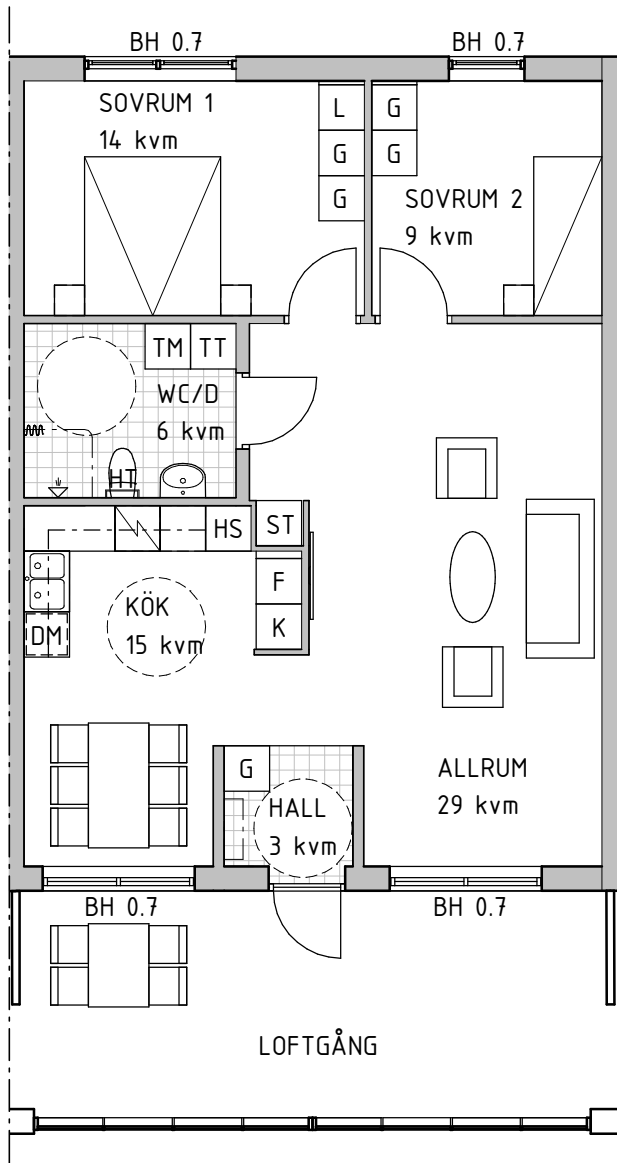 BH 0.7
BH 0.7
SOVRUM 1
14 kvm
L
G
G
G
G
SOVRUM 2
9 kvm
TM
TT
WC/D
6 kvm
HT
HS
ST
F
K
KÖK
15 kvm
DM
G
HALL
3 kvm
ALLRUM
29 kvm
BH 0.7
BH 0.7
LOFTGÅNG